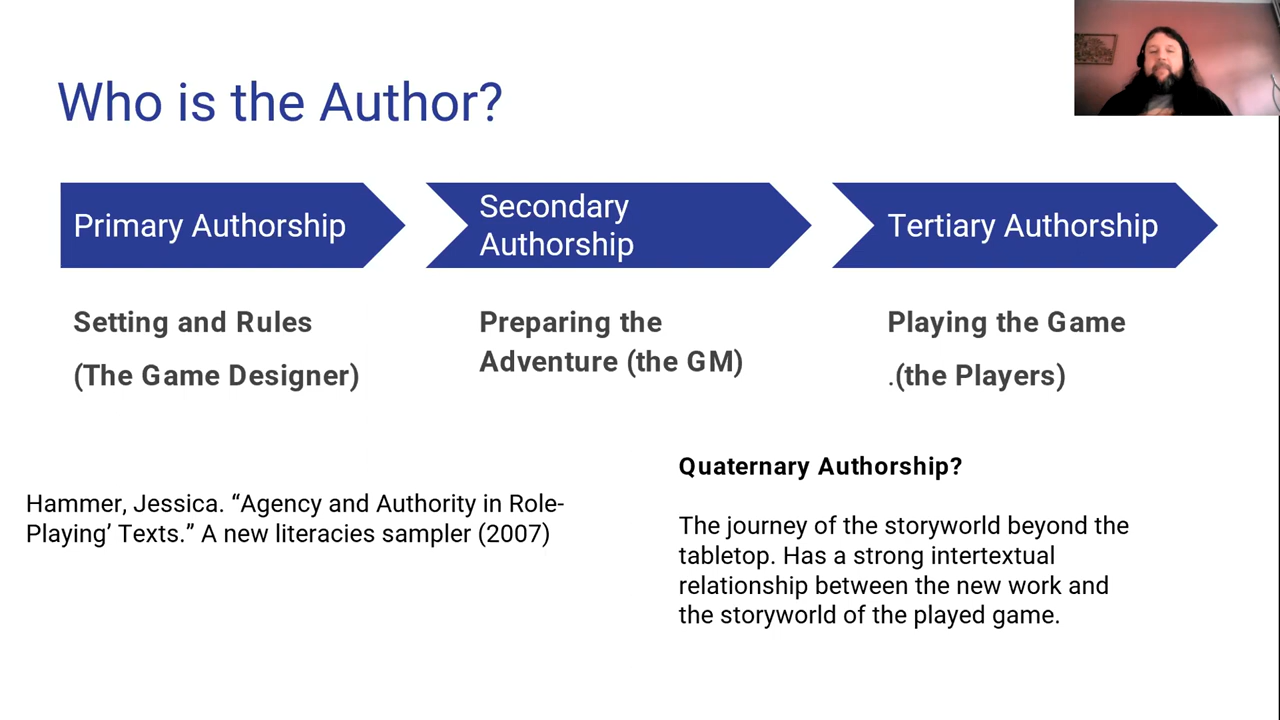 Who is the Author?
Primary Authorship
Secondary
Authorship
Tertiary Authorship
Setting and Rules
(The Game Designer)
Preparing the
Adventure (the GM)
Playing the Game
.(the Players)
Hammer, Jessica. “Agency and Authority in Role-
Playing’ Texts.” A new literacies sampler (2007)
Quaternary Authorship?
The journey of the storyworld beyond the
tabletop. Has a strong intertextual
relationship between the new work and
the storyworld of the played game.